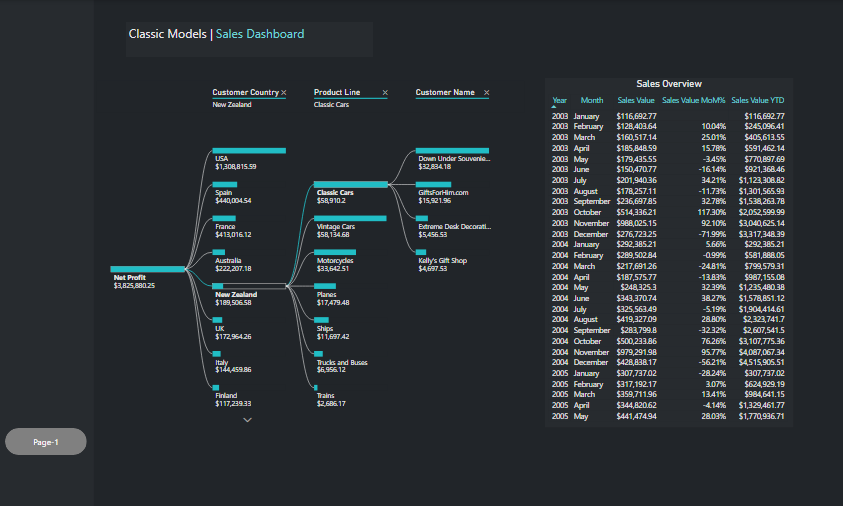 Classic Models | Sales Dashboard
Customer Country ×
New Zealand
Product Line ×
Classic Cars
Customer Name ×
Net Profit
$3,825,880.25
USA
$1,308,815.59
Spain
$440,004.54
France
$413,016.12
Australia
$222,207.18
New Zealand
$189,506.58
UK
$172,964.26
Italy
$144,459.86
Finland
$117,239.33
Classic Cars
$58,910.2
Vintage Cars
$58,134.68
Motorcycles
$33,642.51
Planes
$17,479.48
Ships
$11,697.42
Trucks and Buses
$6,956.12
Trains
$2,686.17
Down Under Souvenie...
$32,834.18
GiftsForHim.com
$15,921.96
Extreme Desk Decorati...
$5,456.53
Kelly's Gift Shop
$4,697.53
Sales Overview
Year Month Sales Value Sales Value MoM% Sales Value YTD
2003 January $116,692.77 $116,692.77
2003 February $128,403.64 10.04% $245,096.41
2003 March $160,517.14 25.01% $405,613.55
2003 April $185,848.59 15.78% $591,462.14
2003 May $179,435.55 -3.45% $770,897.69
2003 June $150,470.77 -16.14% $921,368.46
2003 July $201,940.36 34.21% $1,123,308.82
2003 August $178,257.11 -11.73% $1,301,565.93
2003 September $236,697.85 32.78% $1,538,263.78
2003 October $514,336.21 117.30% $2,052,599.99
2003 November $988,025.15 92.10% $3,040,625.14
2003 December $276,723.25 -71.99% $3,317,348.39
2004 January $292,385.21 5.66% $292,385.21
2004 February $289,502.84 -0.99% $581,888.05
2004 March $217,691.26 -24.81% $799,579.31
2004 April $187,575.77 -13.83% $987,155.08
2004 May $248,325.3 32.39% $1,235,480.38
2004 June $343,370.74 38.27% $1,578,851.12
2004 July $325,563.49 -5.19% $1,904,414.61
2004 August $419,327.09 28.80% $2,323,741.7
2004 September $283,799.8 -32.32% $2,607,541.5
2004 October $500,233.86 76.26% $3,107,775.36
2004 November $979,291.98 95.77% $4,087,067.34
2004 December $428,838.17 -56.21% $4,515,905.51
2005 January $307,737.02 -28.24% $307,737.02
2005 February $317,192.17 3.07% $624,929.19
2005 March $359,711.96 13.41% $984,641.15
2005 April $344,820.62 -4.14% $1,329,461.77
2005 May $441,474.94 28.03% $1,770,936.71
Page-1